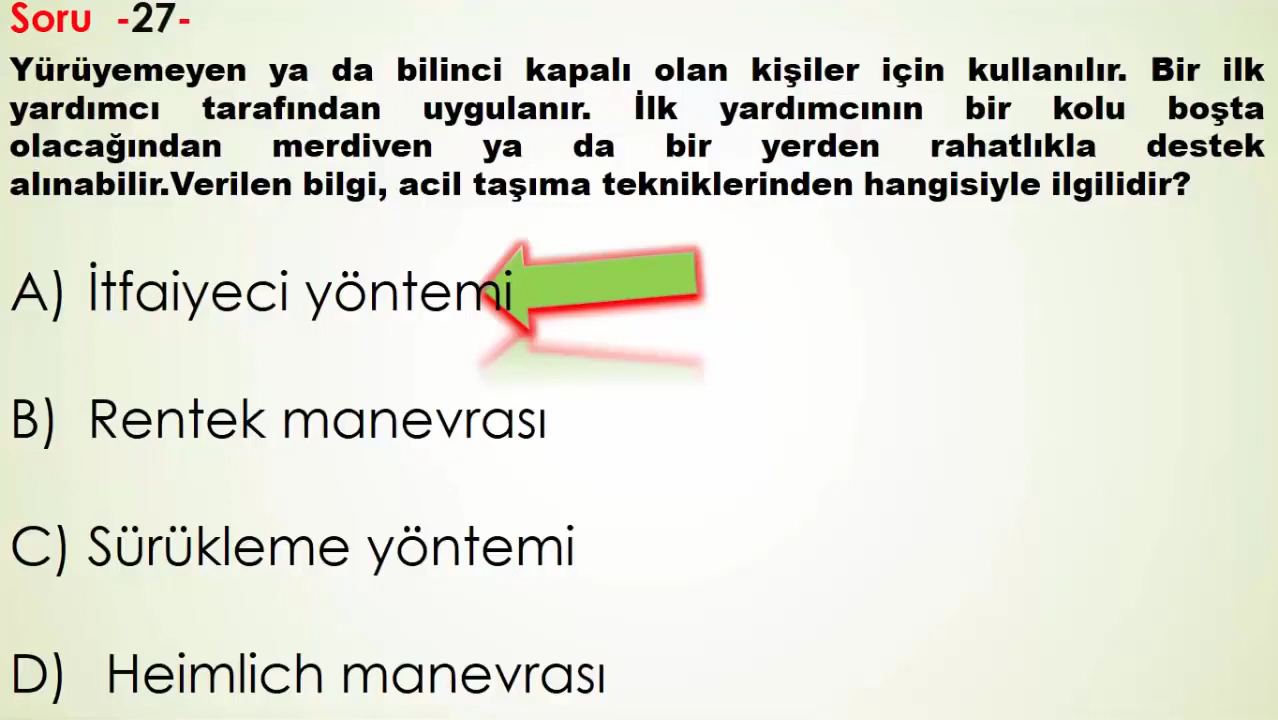 Soru -27-
Yürüyemeyen ya da bilinci kapalı olan kişiler için kullanılır. Bir ilk
yardımcı tarafından uygulanır. İlk yardımcının bir kolu boşta
olacağından merdiven ya da bir yerden rahatlıkla destek
alınabilir.Verilen bilgi, acil taşıma tekniklerinden hangisiyle ilgilidir?
A) İtfaiyeci yöntemi
B) Rentek manevrası
C) Sürükleme yöntemi
D) Heimlich manevrası